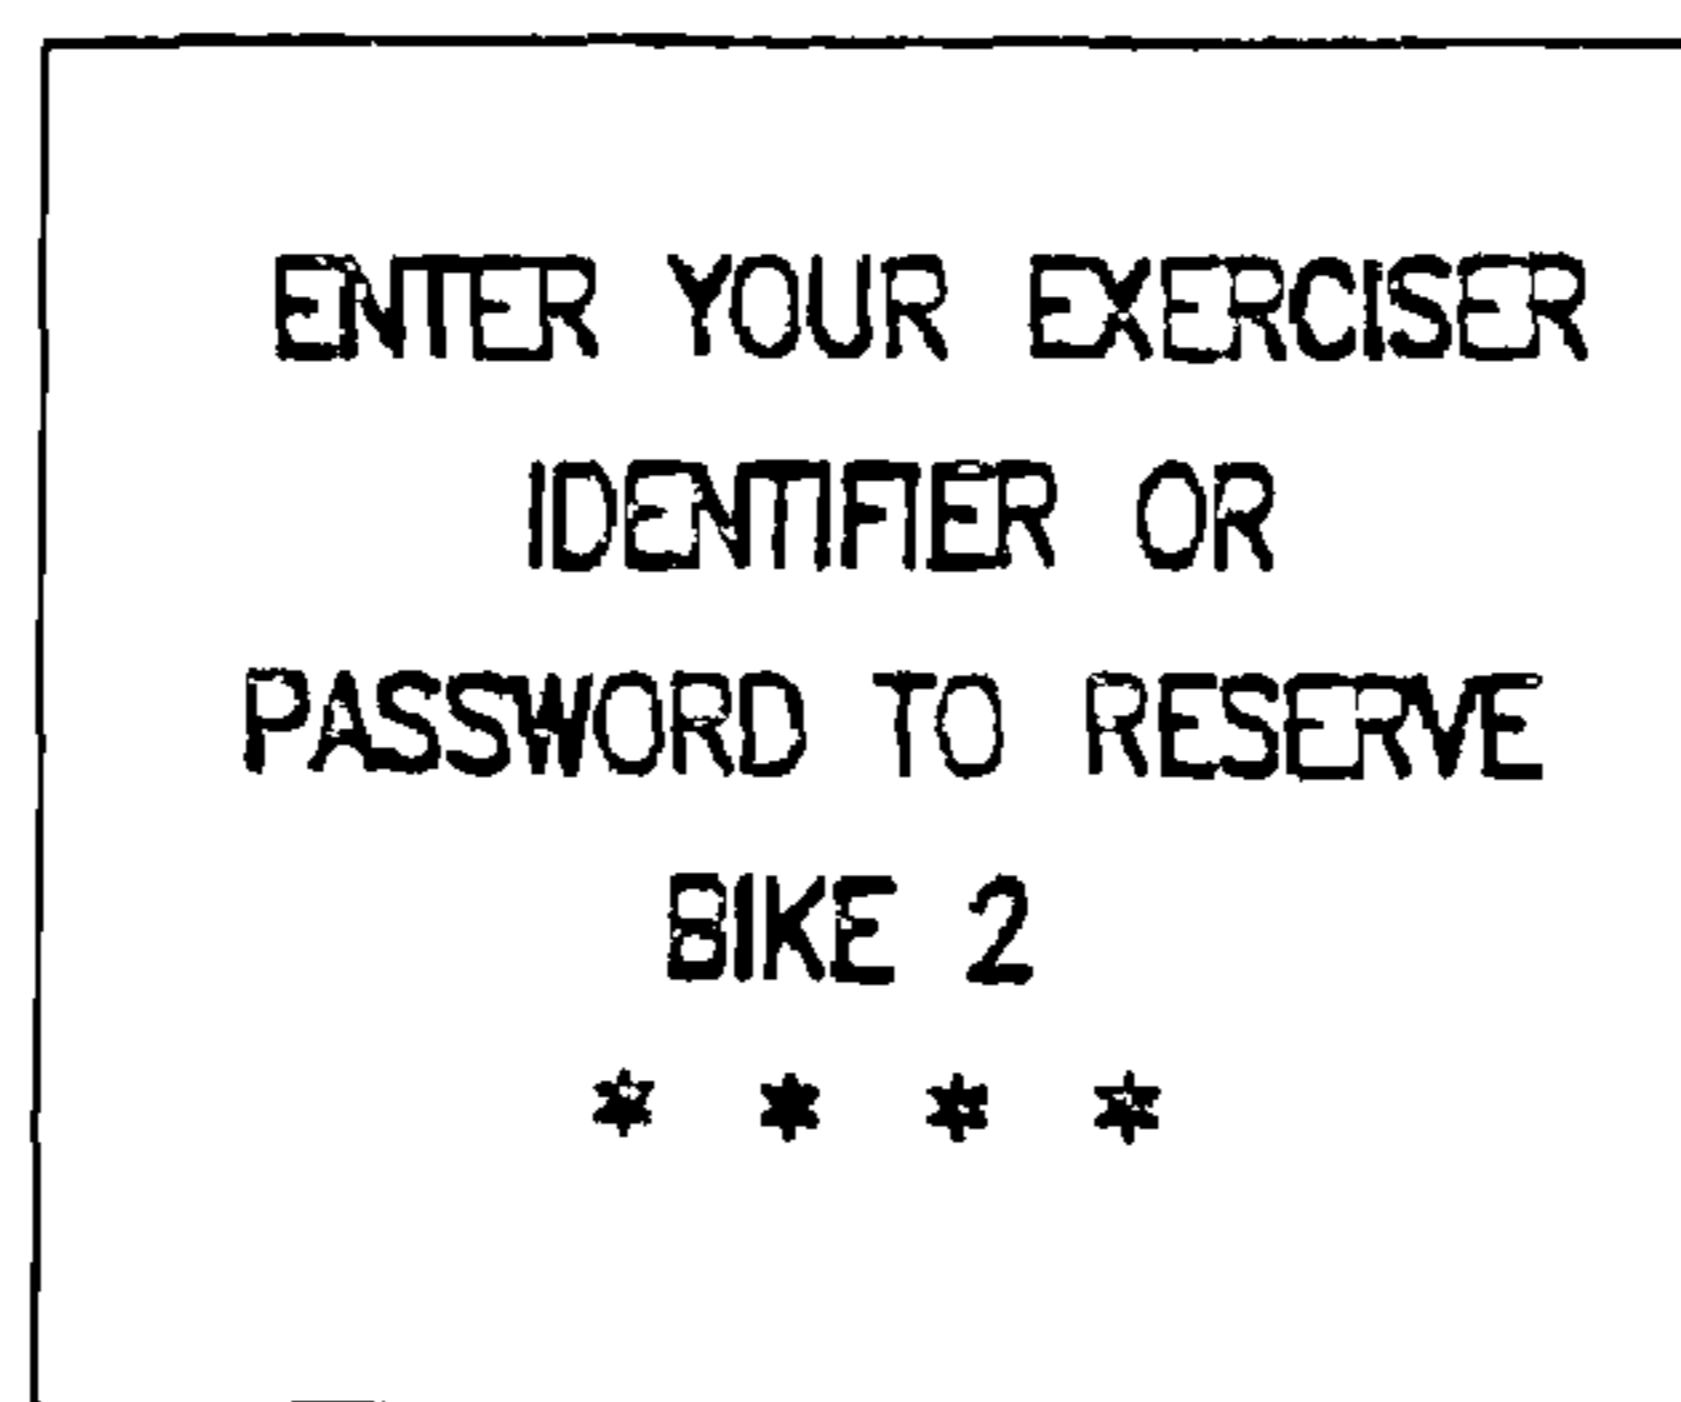 ENTER YOUR EXERCISER
IDENTIFIER OR
PASSWORD TO RESERVE
BIKE 2
* * * *